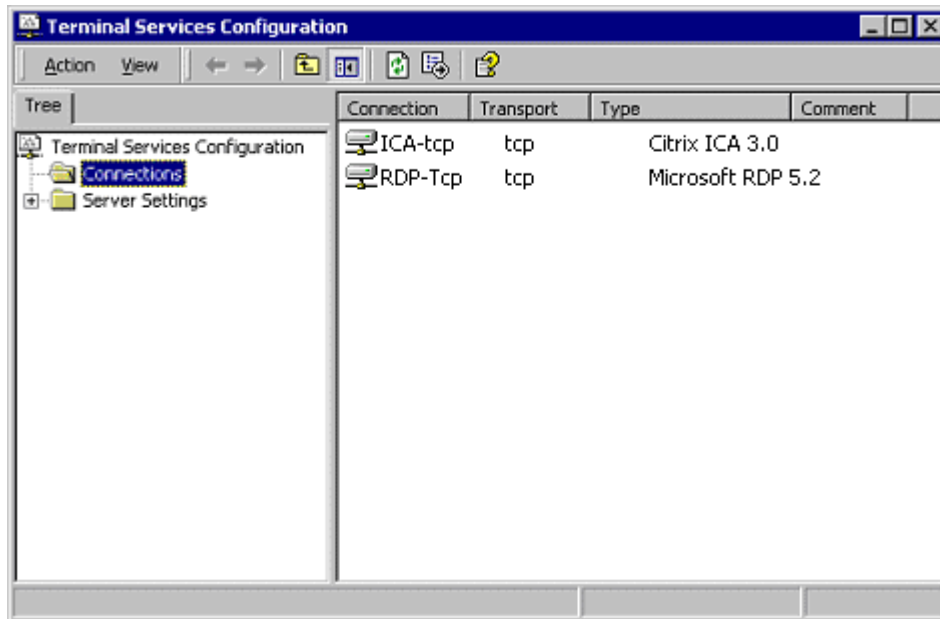 Terminal Services Configuration
Action View
Tree
Connection Transport Type Comment
Terminal Services Configuration
Connections
Server Settings
ICA-tcp tcp Citrix ICA 3.0
RDP-Tcp tcp Microsoft RDP 5.2